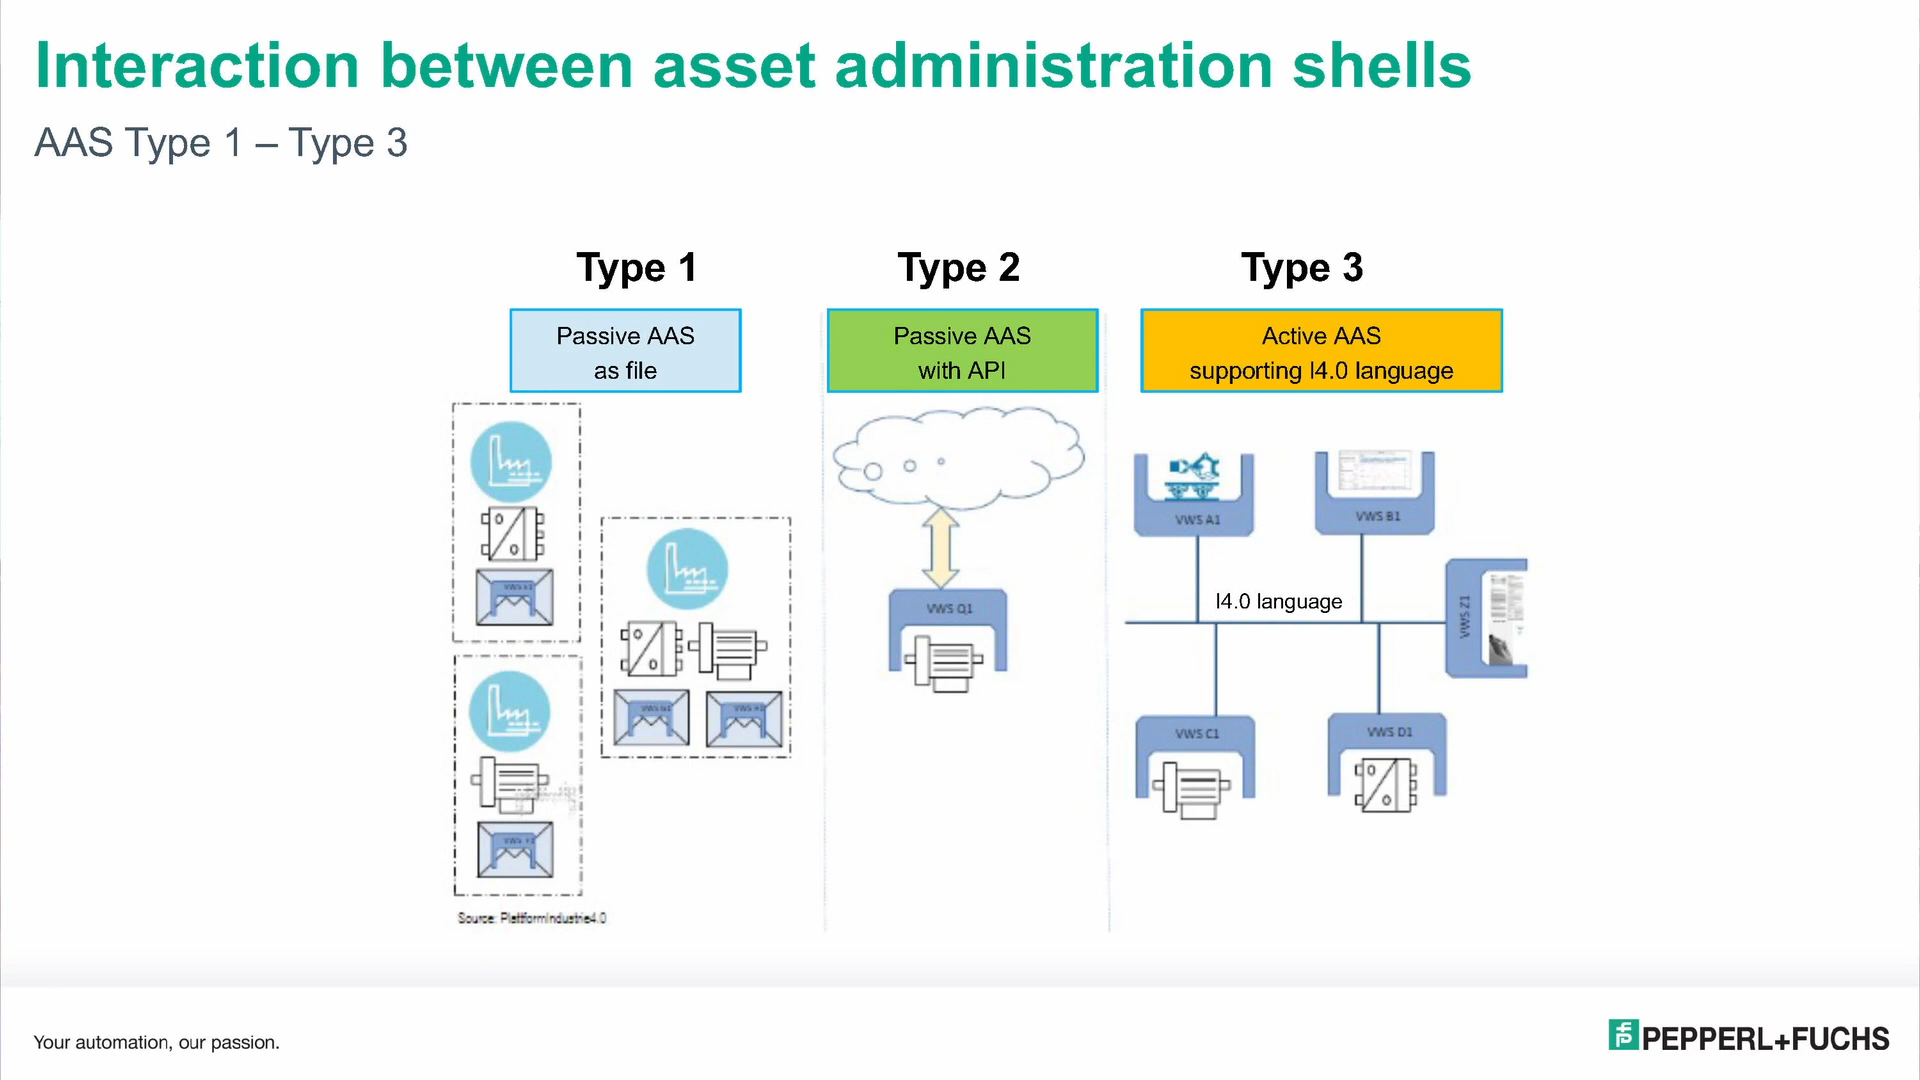 Interaction between asset administration shells
AAS Type 1 – Type 3
Type 1
Type 2
Type 3
Passive AAS
as file
Passive AAS
with API
Active AAS
supporting I4.0 language
VWS A1
VWS B1
VWS Z1
I4.0 language
VWS Q1
VWS C1
VWS D1
Source: PlattformIndustrie4.0
Your automation, our passion.
PEPPERL+FUCHS